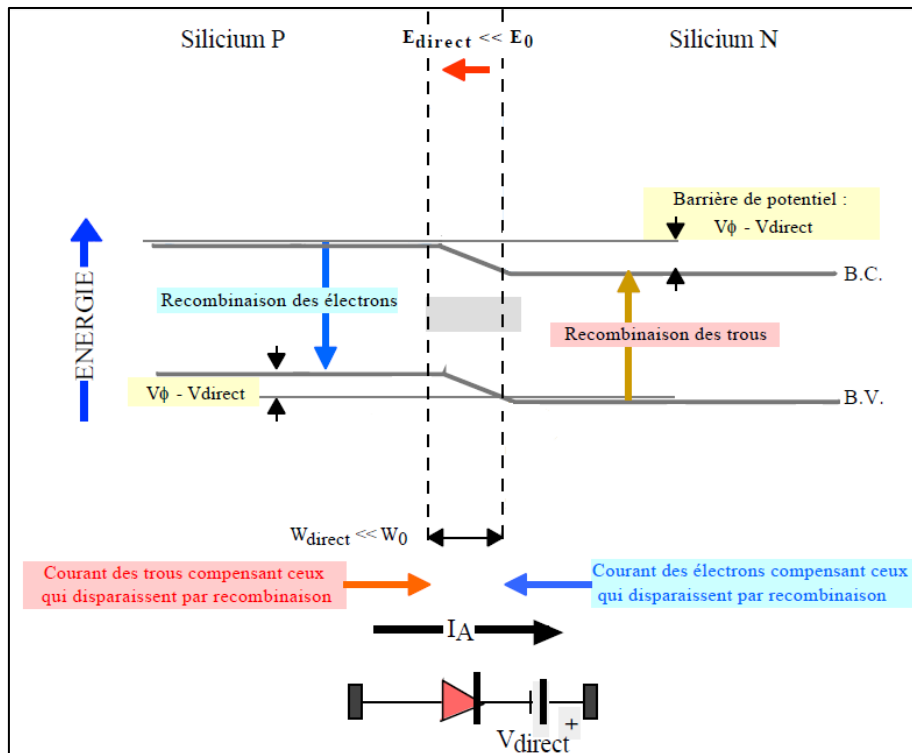 Silicium P
Edirect << E0
Silicium N
Barrière de potentiel :
Vϕ - Vdirect
ENERGIE
B.C.
Recombinaison des électrons
Recombinaison des trous
Vϕ - Vdirect
B.V.
Wdirect << W0
Courant des trous compensant ceux
qui disparaissent par recombinaison
Courant des électrons compensant ceux
qui disparaissent par recombinaison
IA
+
Vdirect